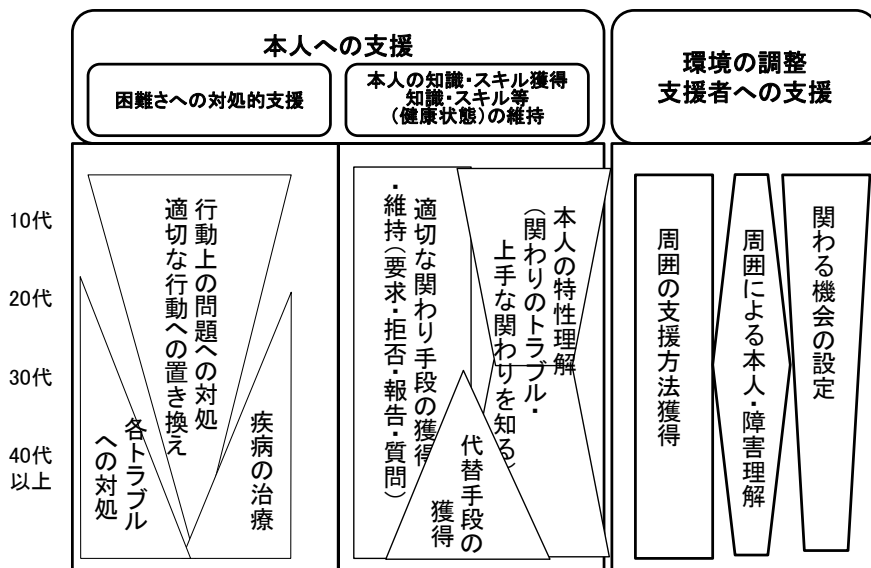 本人への支援
困難さへの対処的支援
本人の知識・スキル獲得
知識・スキル等
(健康状態)の維持
環境の調整
支援者への支援
10代
20代
30代
40代
以上
行動上の問題への対処
適切な行動への置き換え
各トラブル
への対処
疾病の治療
適切な関わり手段の獲得
・維持(要求・拒否・報告・質問)
本人の特性理解
(関わりのトラブル・
上手な関わりを知る)
代替手段の
獲得
周囲の支援方法獲得
周囲による本人・障害理解
関わる機会の設定